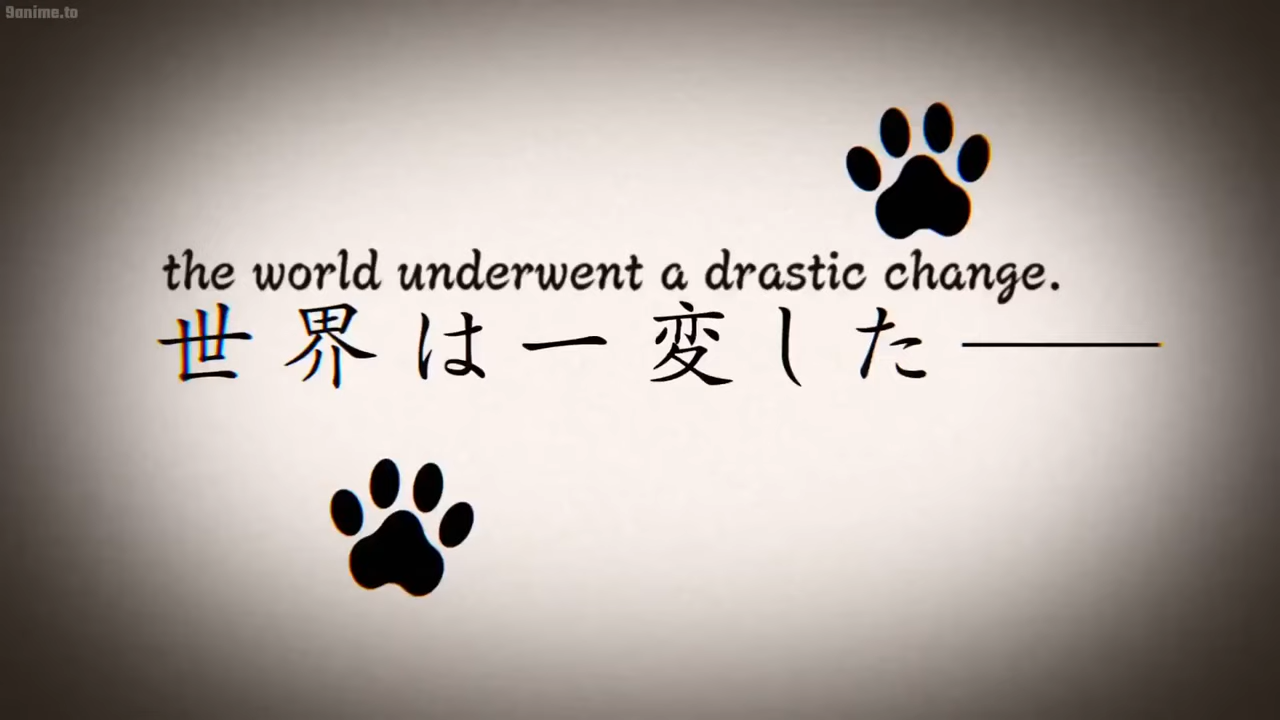 9anime.to
the world underwent a drastic change.
世界は一変した――